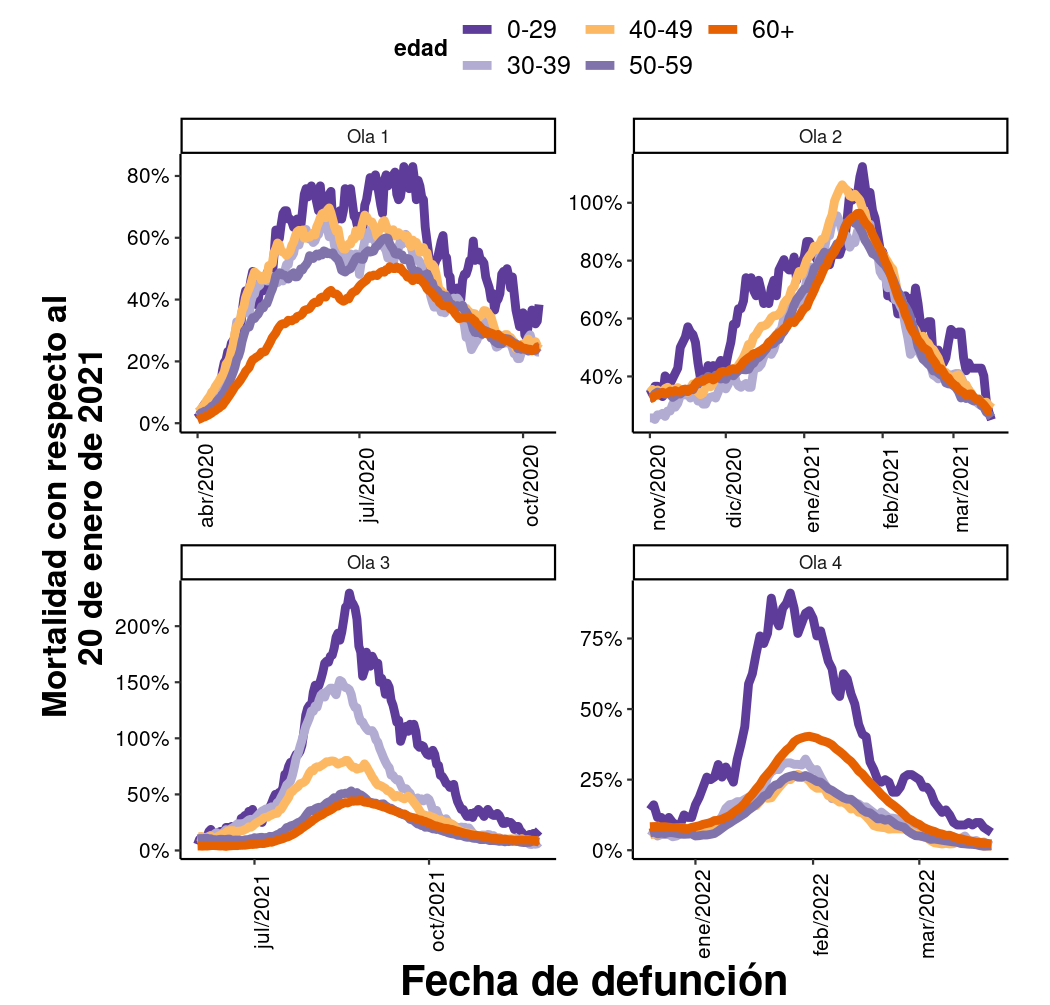 edad
0-29
40-49
60+
30-39
50-59
Mortalidad con respecto al
20 de enero de 2021
Ola 1
80%
60%
40%
20%
0%
abr/2020
jul/2020
oct/2020
Ola 2
100%
80%
60%
40%
nov/2020
dic/2020
ene/2021
feb/2021
mar/2021
Ola 3
200%
150%
100%
50%
0%
jul/2021
oct/2021
Ola 4
75%
50%
25%
0%
ene/2022
feb/2022
mar/2022
Fecha de defunción